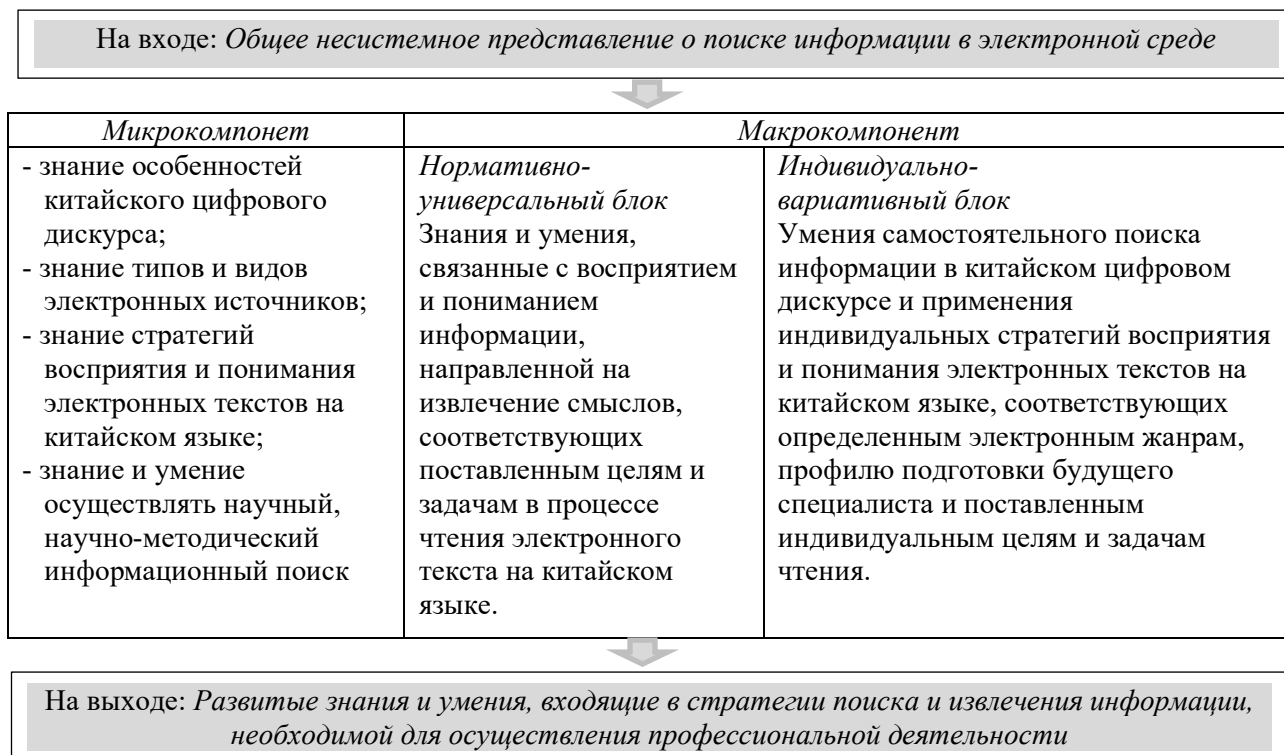 На входе: Общее несистемное представление о поиске информации в электронной среде
Микрокомпонет
Макрокомпонент
- знание особенностей
китайского цифрового
дискурса;
- знание типов и видов
электронных источников;
- знание стратегий
восприятия и понимания
электронных текстов на
китайском языке;
- знание и умение
осуществлять научный,
научно-методический
информационный поиск
Нормативно-
универсальный блок
Знания и умения,
связанные с восприятием
и пониманием
информации,
направленной на
извлечение смыслов,
соответствующих
поставленным целям и
задачам в процессе
чтения электронного
текста на китайском
языке.
Индивидуально-
вариативный блок
Умения самостоятельного поиска
информации в китайском цифровом
дискурсе и применения
индивидуальных стратегий восприятия
и понимания электронных текстов на
китайском языке, соответствующих
определенным электронным жанрам,
профилю подготовки будущего
специалиста и поставленным
индивидуальным целям и задачам
чтения.
На выходе: Развитые знания и умения, входящие в стратегии поиска и извлечения информации,
необходимой для осуществления профессиональной деятельности